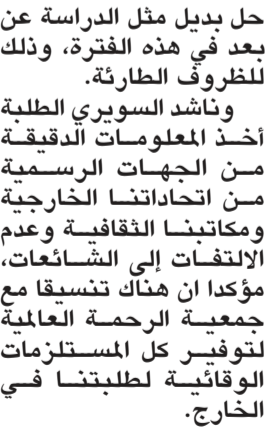 حل بديل مثل الدراسة عن
بعد في هذه الفترة، وذلك
للظروف الطارئة.
وناشد السويري الطلبة
أخذ المعلومات الدقيقة
من الجهات الرسمية
من اتحاداتنا الخارجية
ومكاتبنا الثقافية وعدم
الالتفات إلى الشائعات،
مؤكدا ان هناك تنسيقا مع
جمعية الرحمة العالمية
لتوفير كل المستلزمات
الوقائية لطلبتنا في
الخارج.